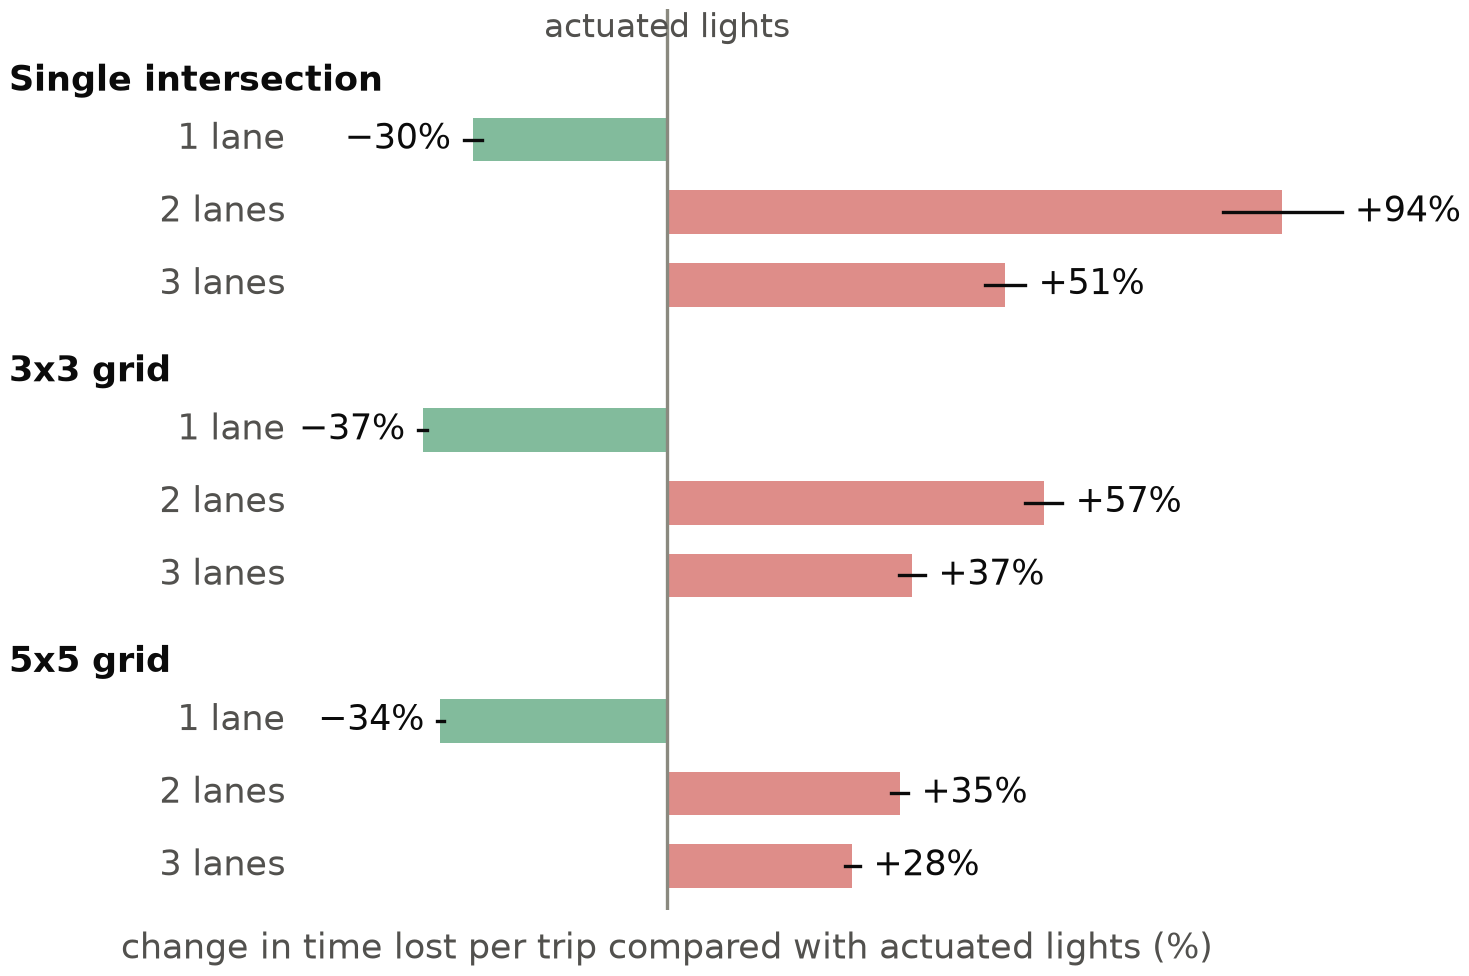 actuated lights
Single intersection
1 lane −30%
2 lanes +94%
3 lanes +51%
3x3 grid
1 lane −37%
2 lanes +57%
3 lanes +37%
5x5 grid
1 lane −34%
2 lanes +35%
3 lanes +28%
change in time lost per trip compared with actuated lights (%)